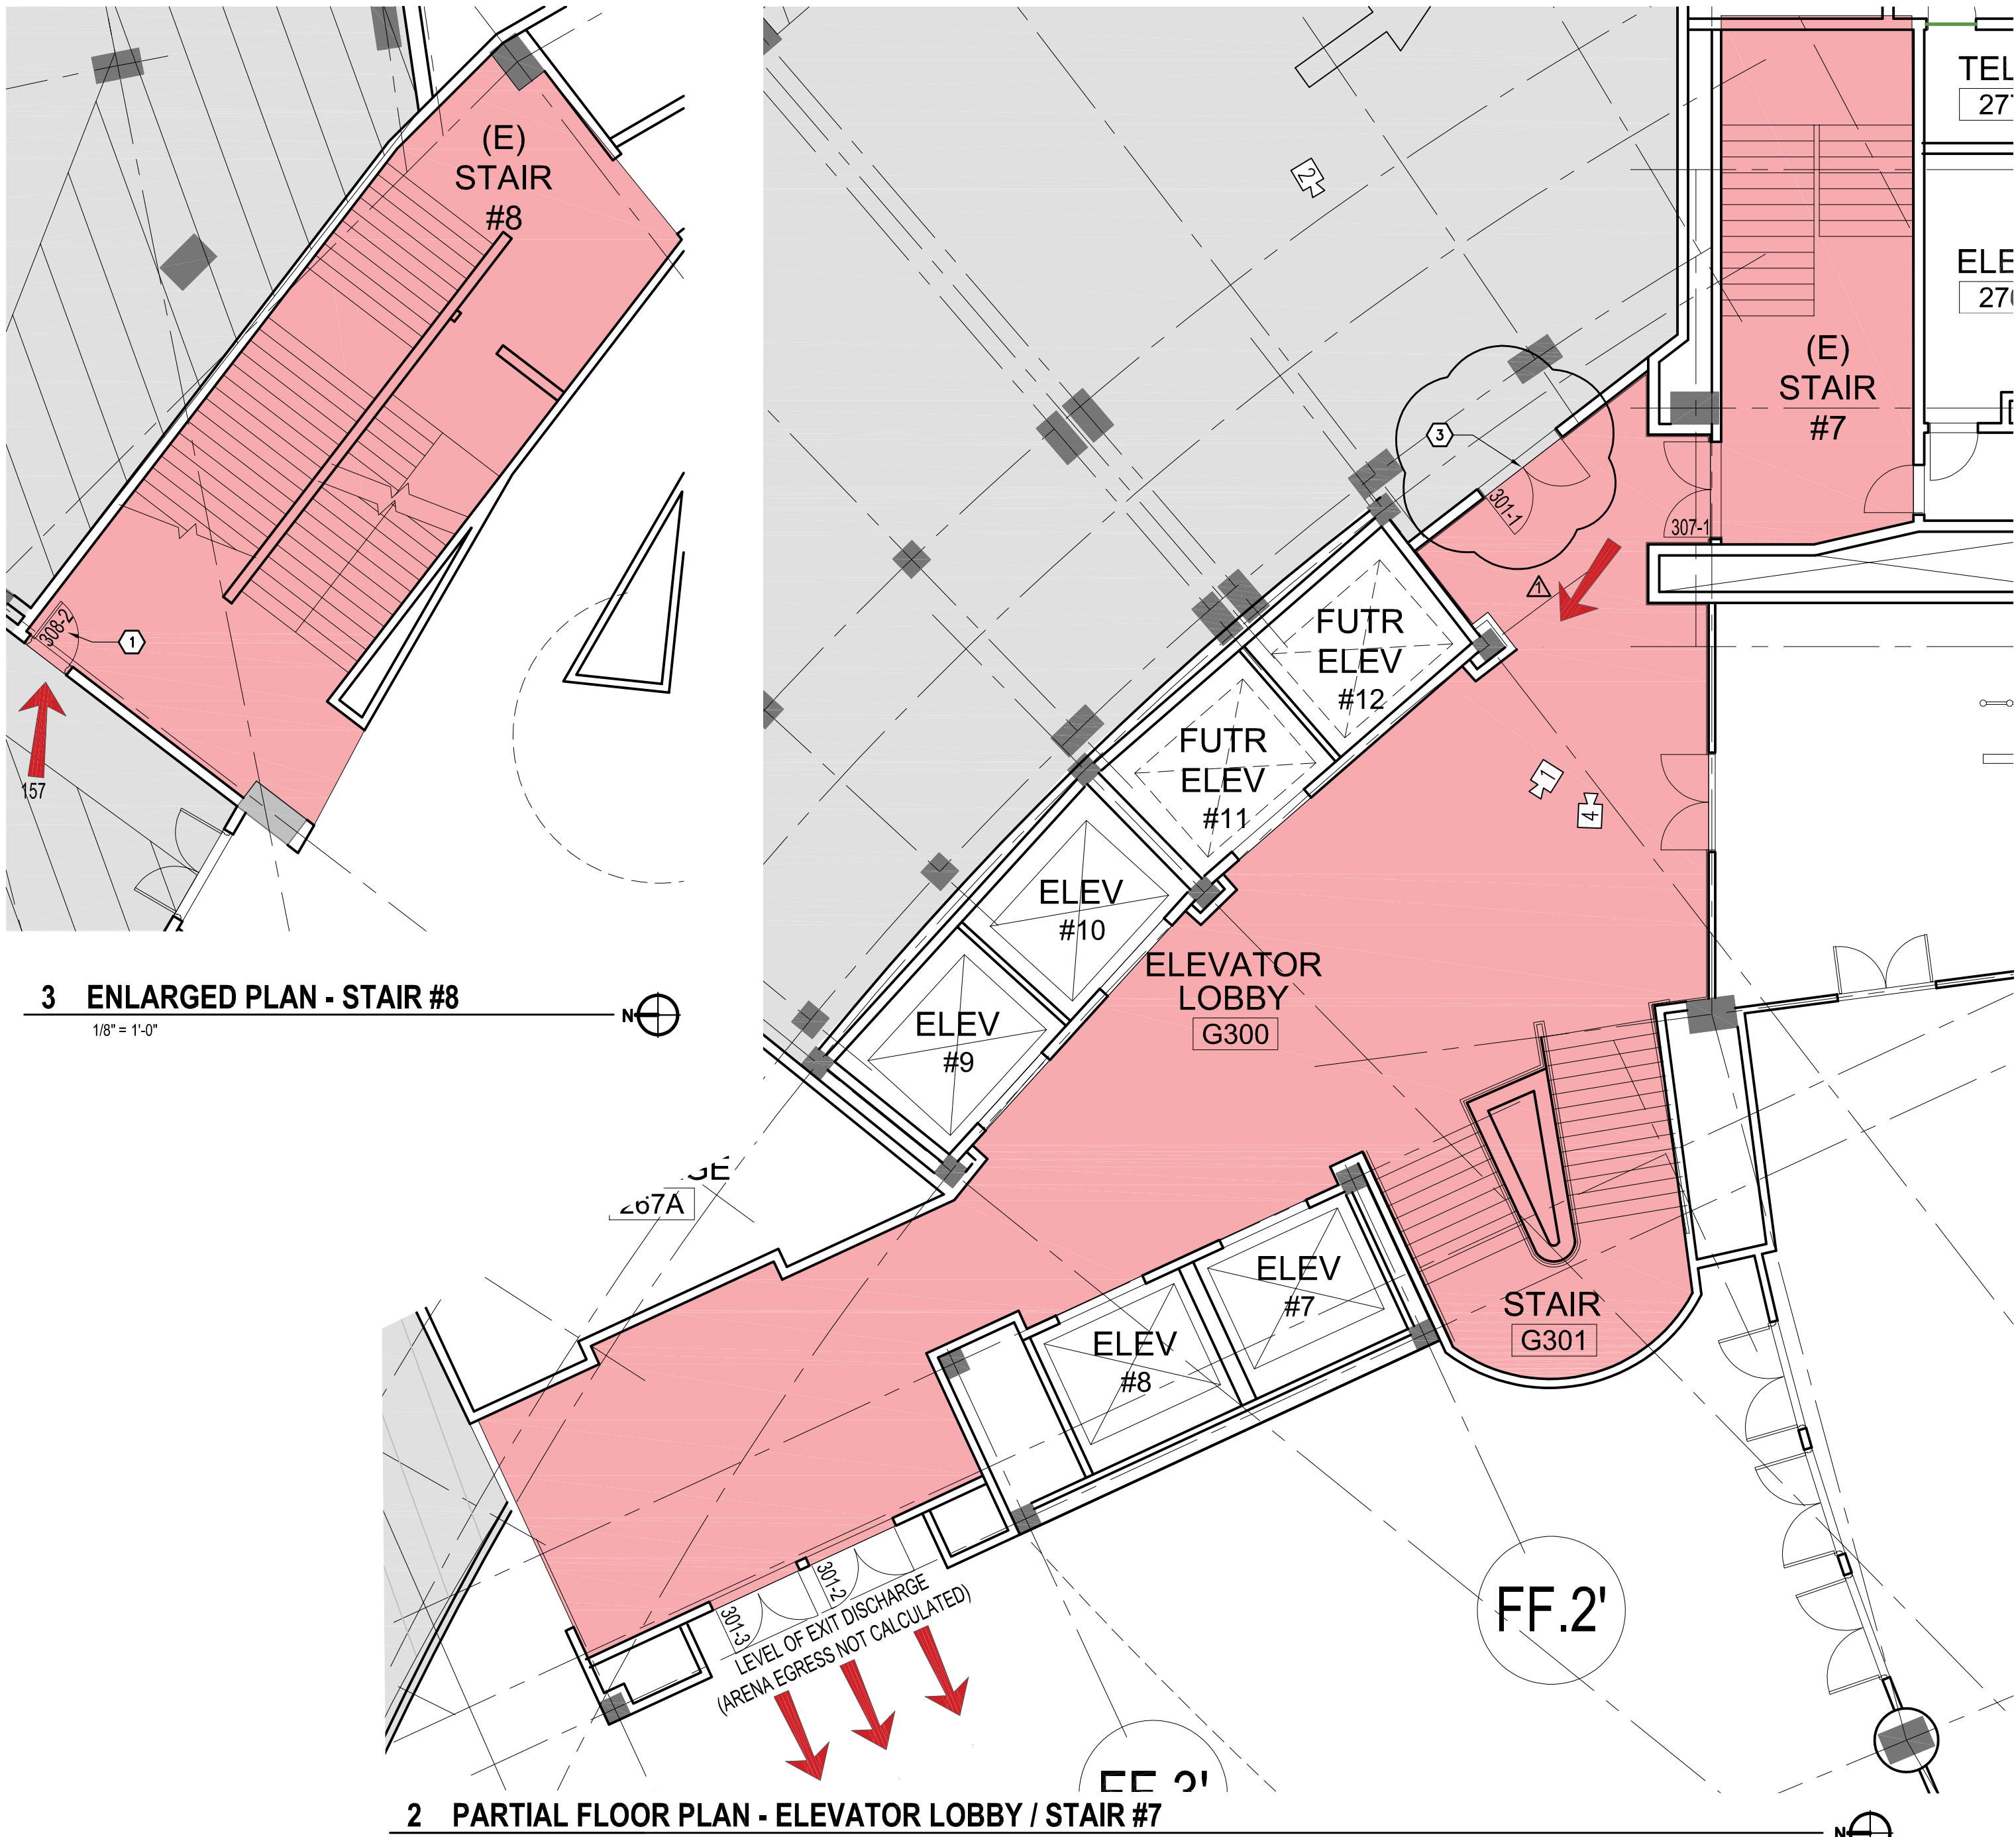 (E)
STAIR
#8
308-2
1
157
3 ENLARGED PLAN - STAIR #8
1/8" = 1'-0"
N
2
TEL
(E)
STAIR
#7
3
301-1
307-1
1
FUTR
ELEV
#12
FUTR
ELEV
#11
1
4
ELEV
#10
ELEV
#9
ELEVATOR
LOBBY
G300
267A
ELEV
#7
ELEV
#8
STAIR
G301
301-2
301-3
LEVEL OF EXIT DISCHARGE
(ARENA EGRESS NOT CALCULATED)
FF.2'
2 PARTIAL FLOOR PLAN - ELEVATOR LOBBY / STAIR #7
N